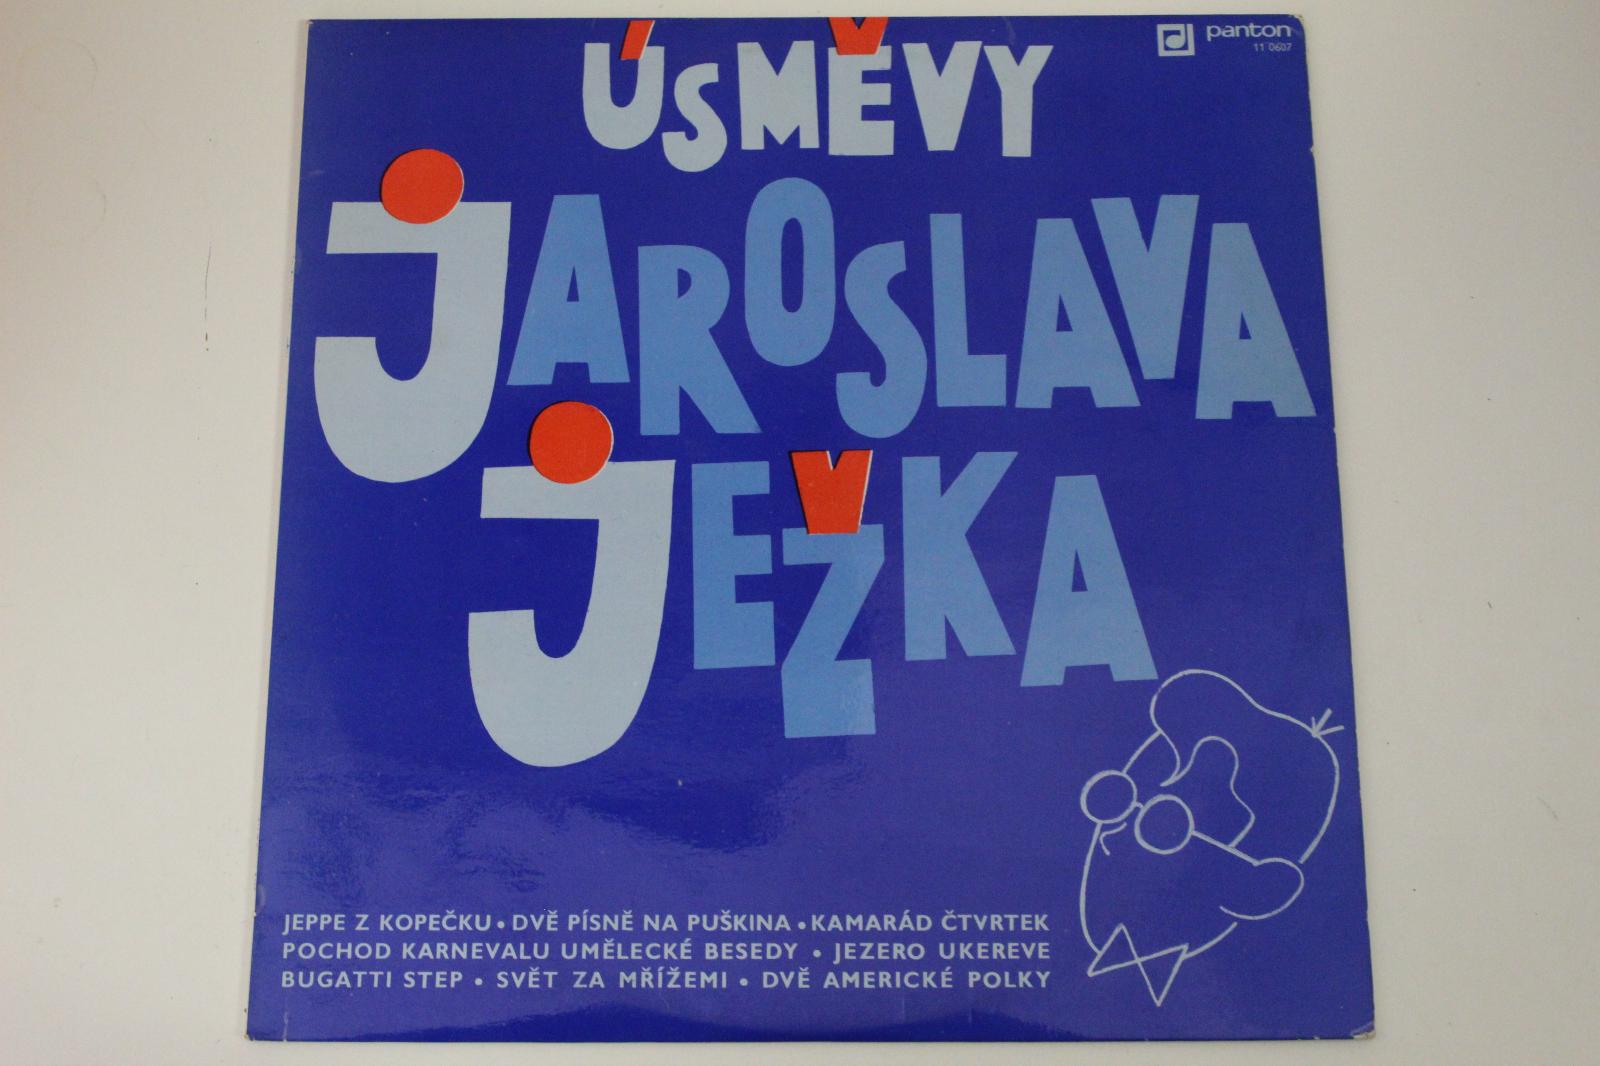 panton
11 0607
ÚSMĚVY
JAROSLAVA
JEŽKA
JEPPE Z KOPEČKU • DVĚ PÍSNĚ NA PUŠKINA • KAMARÁD ČTVRTEK
POCHOD KARNEVALU UMĚLECKÉ BESEDY • JEZERO UKEREVE
BUGATTI STEP • SVĚT ZA MŘÍŽEMI • DVĚ AMERICKÉ POLKY